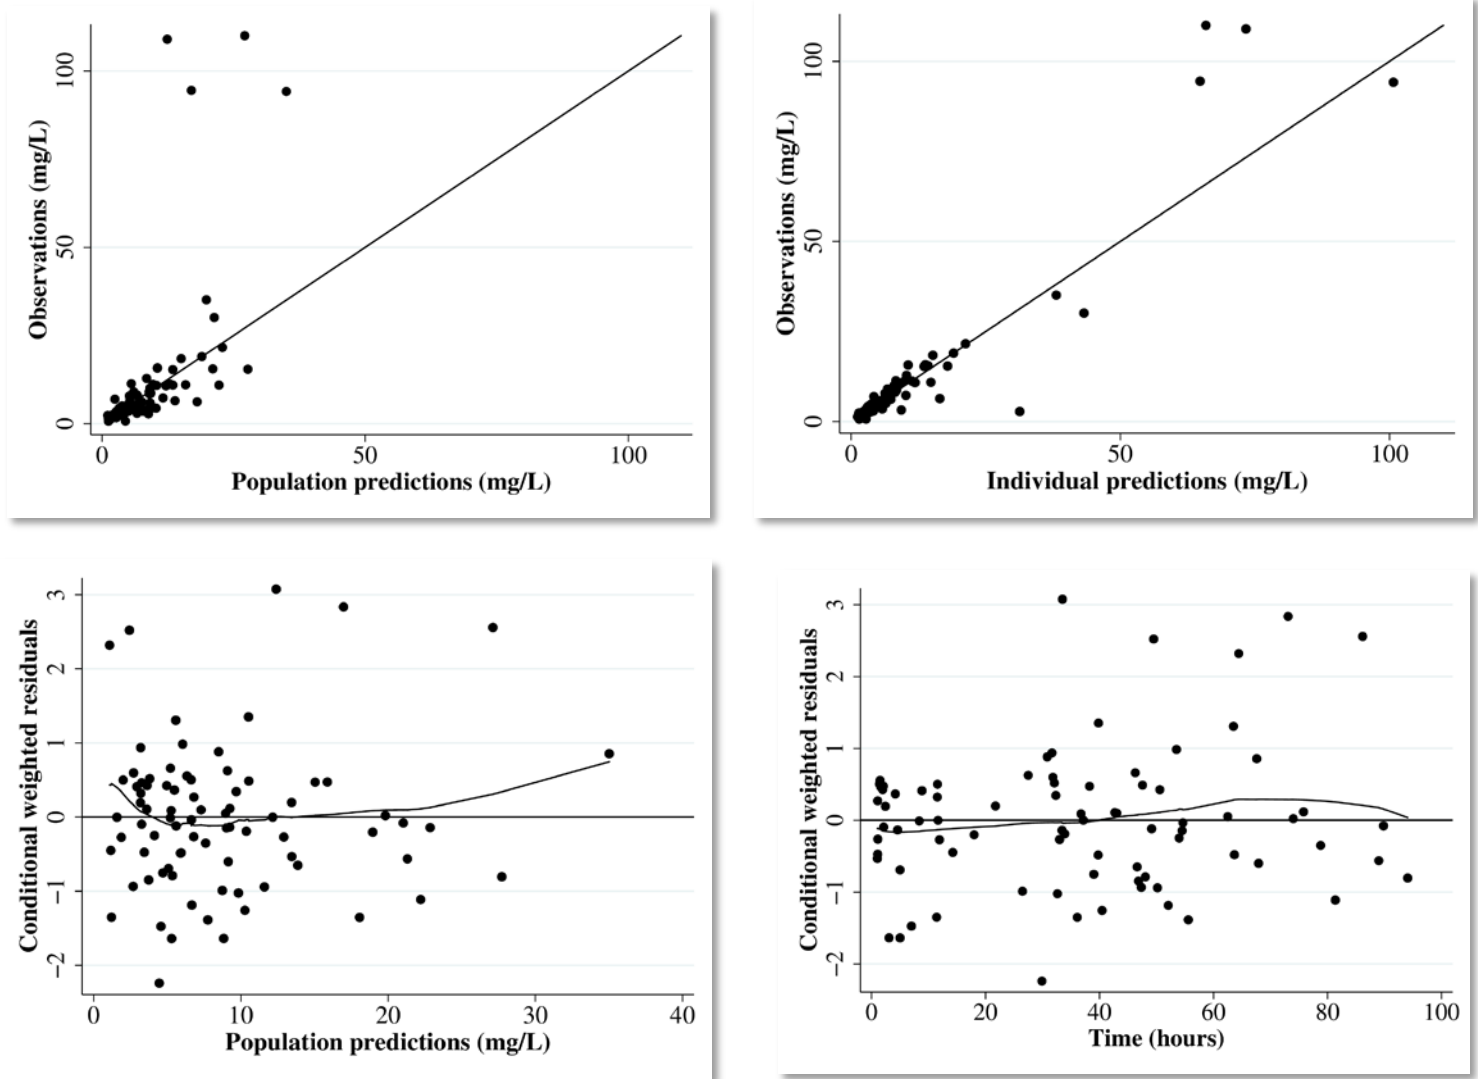 Observations (mg/L)
100
50
0
0 50 100
Population predictions (mg/L)
Observations (mg/L)
100
50
0
0 50 100
Individual predictions (mg/L)
Conditional weighted residuals
3
2
1
0
−1
−2
0 10 20 30 40
Population predictions (mg/L)
Conditional weighted residuals
3
2
1
0
−1
−2
0 20 40 60 80 100
Time (hours)